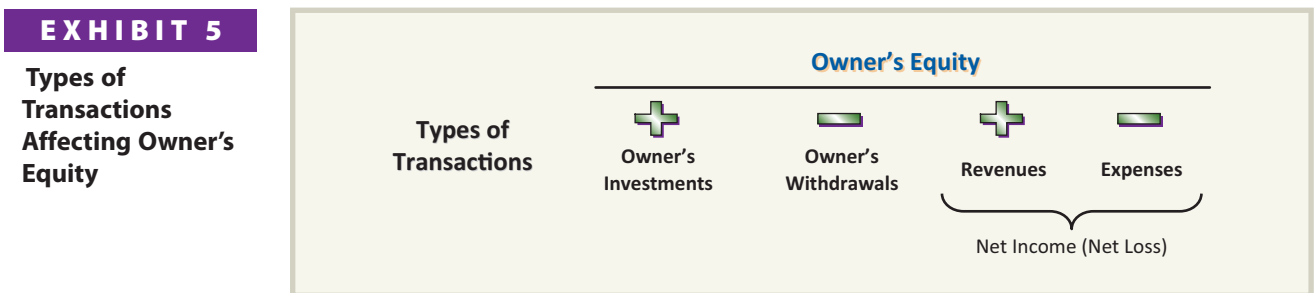 EXHIBIT 5
Types of
Transactions
Affecting Owner's
Equity
Owner's Equity
Types of
Transactions
Owner's
Investments
Owner's
Withdrawals
Revenues
Expenses
Net Income (Net Loss)